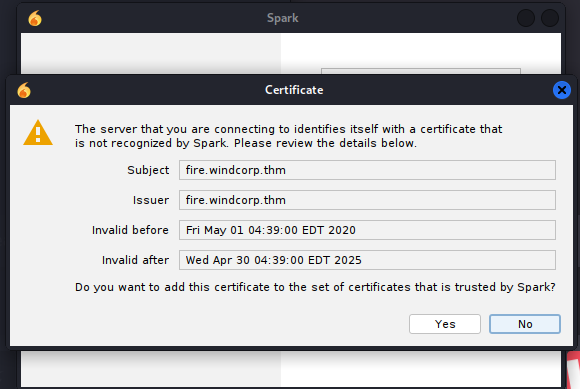 Spark
Certificate
The server that you are connecting to identifies itself with a certificate that
is not recognized by Spark. Please review the details below.
Subject fire.windcorp.thm
Issuer fire.windcorp.thm
Invalid before Fri May 01 04:39:00 EDT 2020
Invalid after Wed Apr 30 04:39:00 EDT 2025
Do you want to add this certificate to the set of certificates that is trusted by Spark?
Yes No